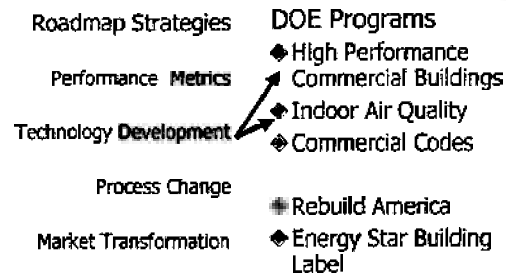 Roadmap Strategies
Performance Metrics
Technology Development
Process Change
Market Transformation
DOE Programs
High Performance
Commercial Buildings
Indoor Air Quality
Commercial Codes
Rebuild America
Energy Star Building
Label